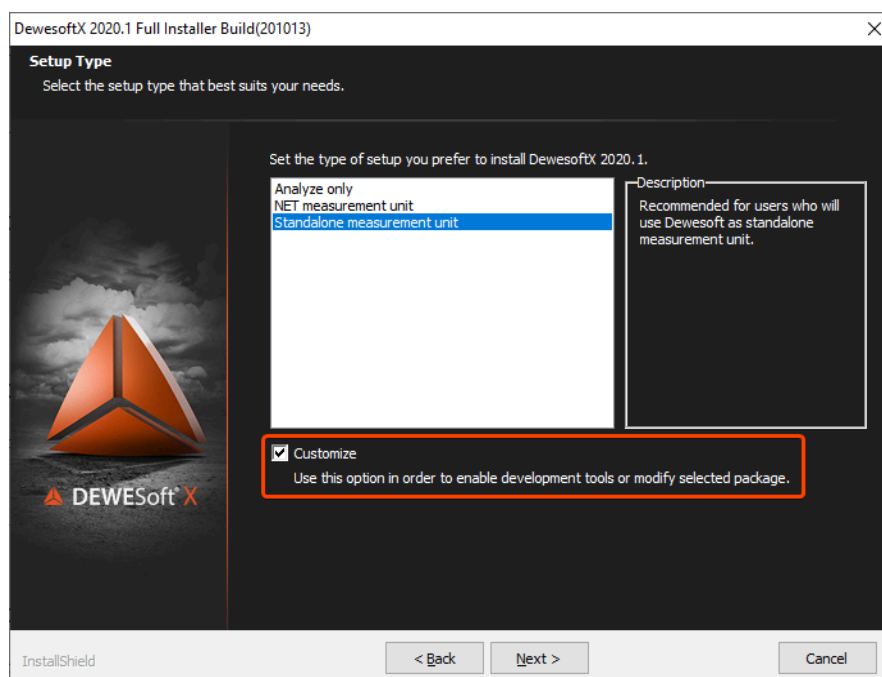 DewesoftX 2020.1 Full Installer Build(201013)
Setup Type
Select the setup type that best suits your needs.
Set the type of setup you prefer to install DewesoftX 2020.1.
Analyze only
NET measurement unit
Standalone measurement unit
Description
Recommended for users who will
use Dewesoft as standalone
measurement unit.
Customize
Use this option in order to enable development tools or modify selected package.
DEWESoft® X
InstallShield
< Back
Next >
Cancel